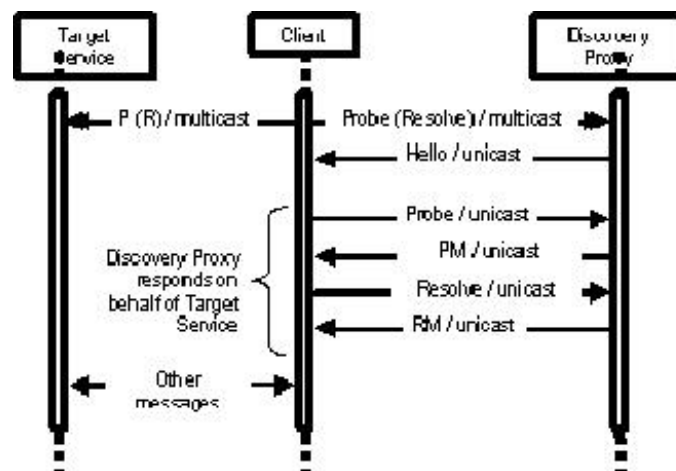 Target
Service
Client
Discovery
Proxy
P (R) / multicast
Probe (Resolve) / multicast
Hello / unicast
Probe / unicast
Discovery Proxy
responds on
behalf of Target
Service
PM / unicast
Resolve / unicast
RM / unicast
Other
messages